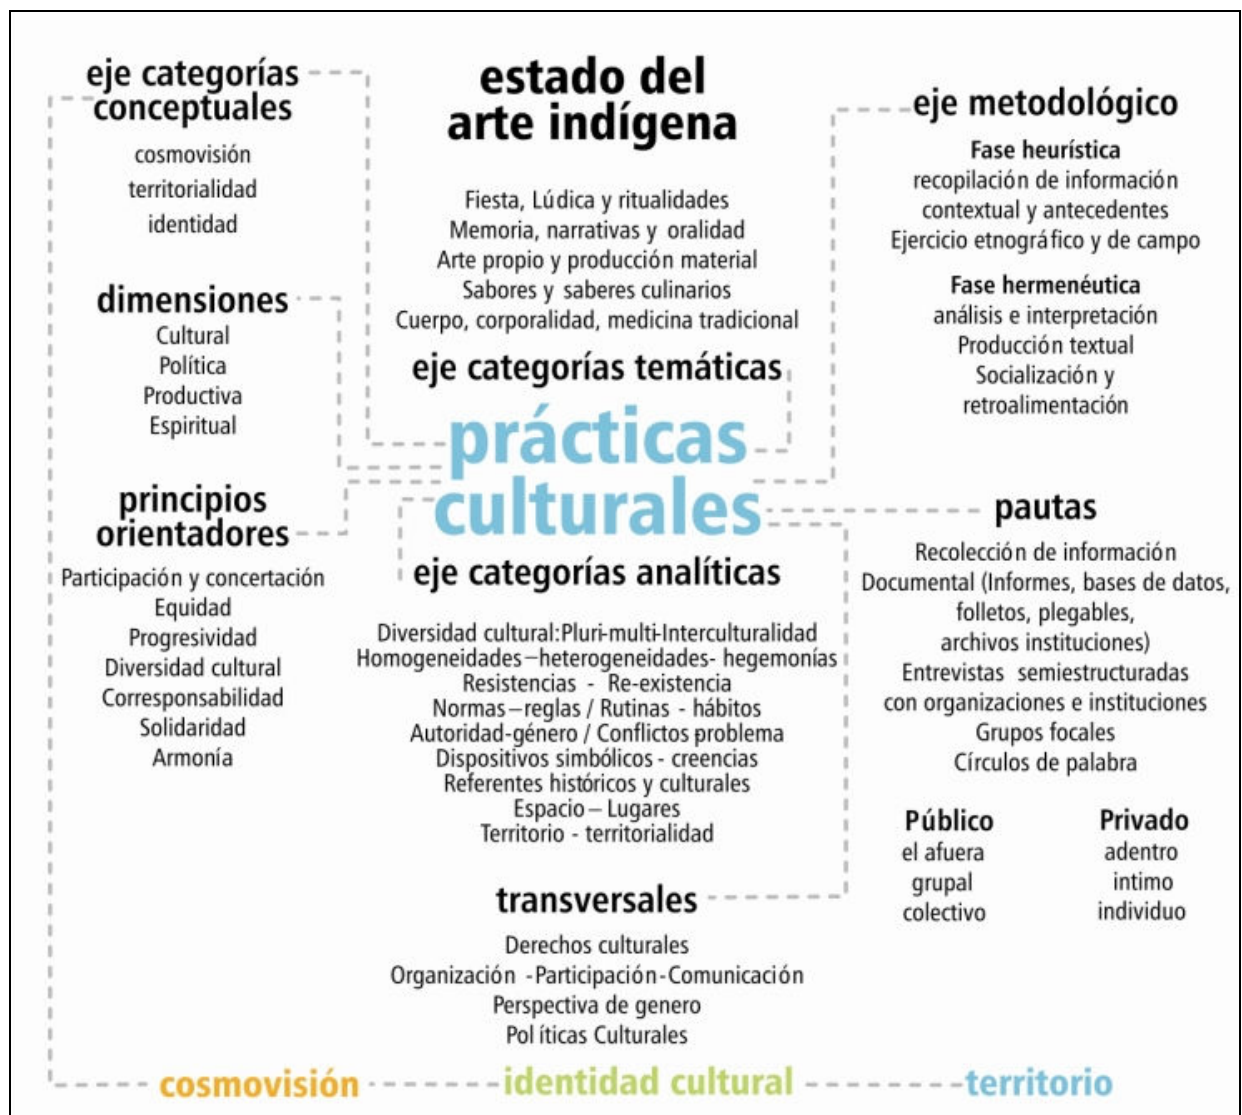 eje categorías
conceptuales
cosmovisión
territorialidad
identidad
dimensiones
Cultural
Política
Productiva
Espiritual
principios
orientadores
Participación y concertación
Equidad
Progresividad
Diversidad cultural
Corresponsabilidad
Solidaridad
Armonía
estado del
arte indígena
Fiesta, Lúdica y ritualidades
Memoria, narrativas y oralidad
Arte propio y producción material
Sabores y saberes culinarios
Cuerpo, corporalidad, medicina tradicional
eje categorías temáticas
prácticas
culturales
eje categorías analíticas
Diversidad cultural:Pluri-multi-Interculturalidad
Homogeneidades–heterogeneidades- hegemonías
Resistencias - Re-existencia
Normas–reglas / Rutinas - hábitos
Autoridad-género / Conflictos problema
Dispositivos simbólicos - creencias
Referentes históricos y culturales
Espacio – Lugares
Territorio - territorialidad
transversales
Derechos culturales
Organización -Participación-Comunicación
Perspectiva de genero
Pol íticas Culturales
eje metodológico
Fase heurística
recopilación de información
contextual y antecedentes
Ejercicio etnográfico y de campo
Fase hermenéutica
análisis e interpretación
Producción textual
Socialización y
retroalimentación
pautas
Recolección de información
Documental (Informes, bases de datos,
folletos, plegables,
archivos instituciones)
Entrevistas semiestructuradas
con organizaciones e instituciones
Grupos focales
Círculos de palabra
Público
el afuera
grupal
colectivo
Privado
adentro
intimo
individuo
cosmovisión
identidad cultural
territorio